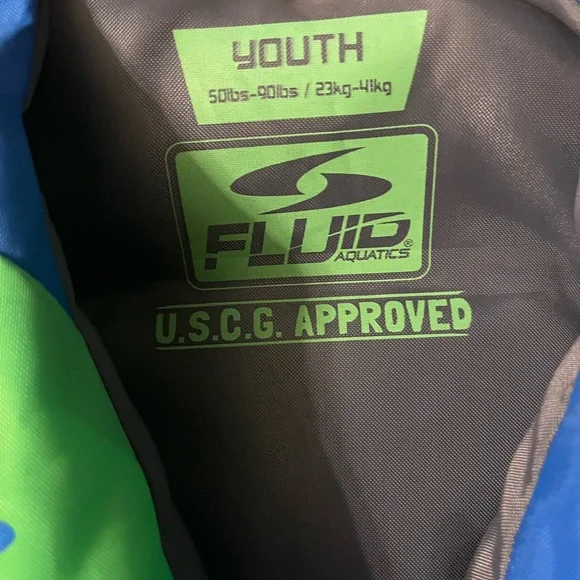 YOUTH
50lbs-90lbs / 23kg-41kg
FLUID®
AQUATICS
U.S.C.G. APPROVED